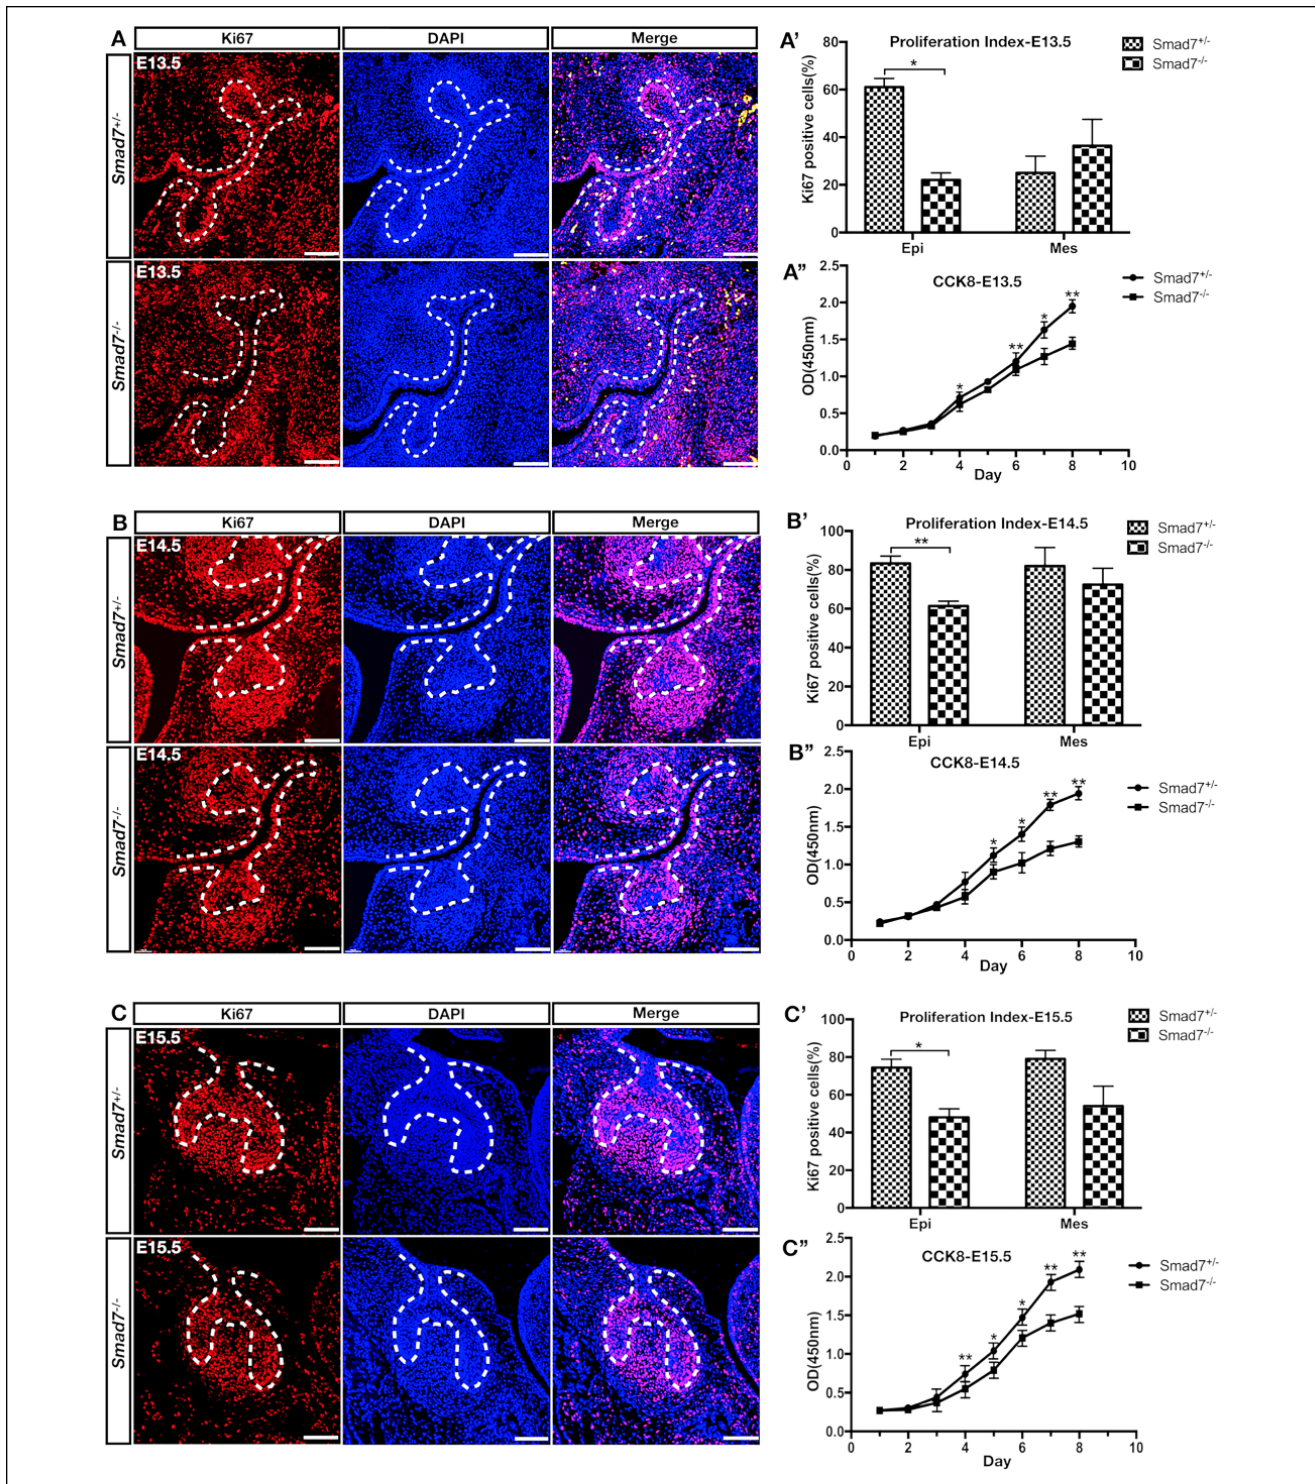 A
Ki67
DAPI
Merge
E13.5
Smad7+/-
E13.5
Smad7-/-
A'
Proliferation Index-E13.5
Smad7+/-
Smad7-/-
Ki67 positive cells(%)
80
60
40
20
0
*
Epi
Mes
A"
CCK8-E13.5
Smad7+/-
Smad7-/-
OD(450nm)
2.5
2.0
1.5
1.0
0.5
0.0
*
**
*
**
0
2
4
6
8
10
Day
B
Ki67
DAPI
Merge
E14.5
Smad7+/-
E14.5
Smad7-/-
B'
Proliferation Index-E14.5
Smad7+/-
Smad7-/-
Ki67 positive cells(%)
100
80
60
40
20
0
**
Epi
Mes
B"
CCK8-E14.5
Smad7+/-
Smad7-/-
OD(450nm)
2.5
2.0
1.5
1.0
0.5
0.0
*
*
**
**
0
2
4
6
8
10
Day
C
Ki67
DAPI
Merge
E15.5
Smad7+/-
E15.5
Smad7-/-
C'
Proliferation Index-E15.5
Smad7+/-
Smad7-/-
Ki67 positive cells(%)
100
80
60
40
20
0
*
Epi
Mes
C"
CCK8-E15.5
Smad7+/-
Smad7-/-
OD(450nm)
2.5
2.0
1.5
1.0
0.5
0.0
**
*
*
**
**
0
2
4
6
8
10
Day